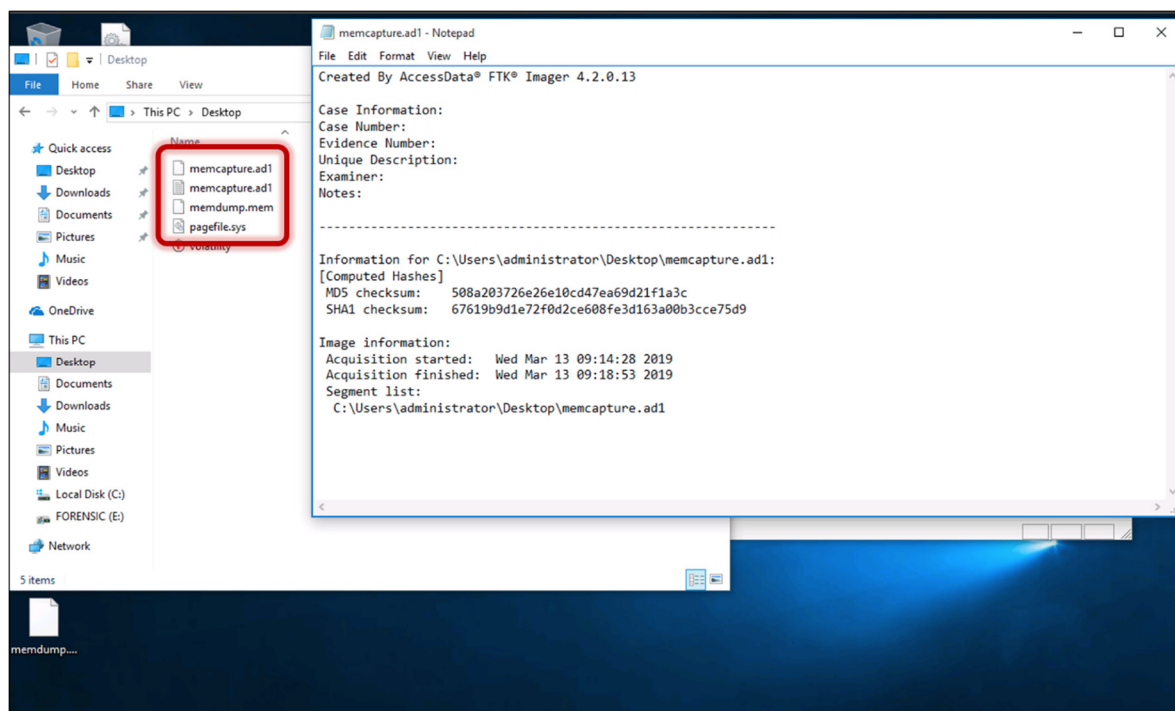 Desktop
File Home Share View
This PC > Desktop
Name
Quick access
Desktop
Downloads
Documents
Pictures
Music
Videos
OneDrive
This PC
Desktop
Documents
Downloads
Music
Pictures
Videos
Local Disk (C:)
FORENSIC (E:)
Network
memcapture.ad1
memcapture.ad1
memdump.mem
pagefile.sys
volatility
5 items
memdump....
memcapture.ad1 - Notepad
File Edit Format View Help
Created By AccessData® FTK® Imager 4.2.0.13
Case Information:
Case Number:
Evidence Number:
Unique Description:
Examiner:
Notes:
--------------------------------------------------------------
Information for C:\Users\administrator\Desktop\memcapture.ad1:
[Computed Hashes]
MD5 checksum: 508a203726e26e10cd47ea69d21f1a3c
SHA1 checksum: 67619b9d1e72f0d2ce608fe3d163a00b3cce75d9
Image information:
Acquisition started: Wed Mar 13 09:14:28 2019
Acquisition finished: Wed Mar 13 09:18:53 2019
Segment list:
C:\Users\administrator\Desktop\memcapture.ad1